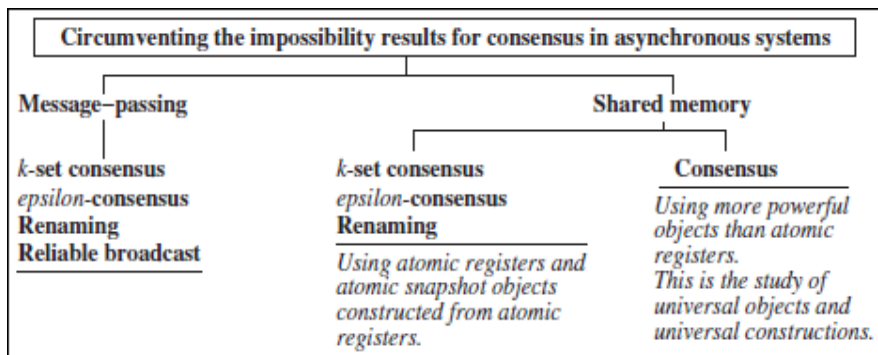 Circumventing the impossibility results for consensus in asynchronous systems
Message–passing
Shared memory
k-set consensus
epsilon-consensus
Renaming
Reliable broadcast
k-set consensus
epsilon-consensus
Renaming
Using atomic registers and
atomic snapshot objects
constructed from atomic
registers.
Consensus
Using more powerful
objects than atomic
registers.
This is the study of
universal objects and
universal constructions.